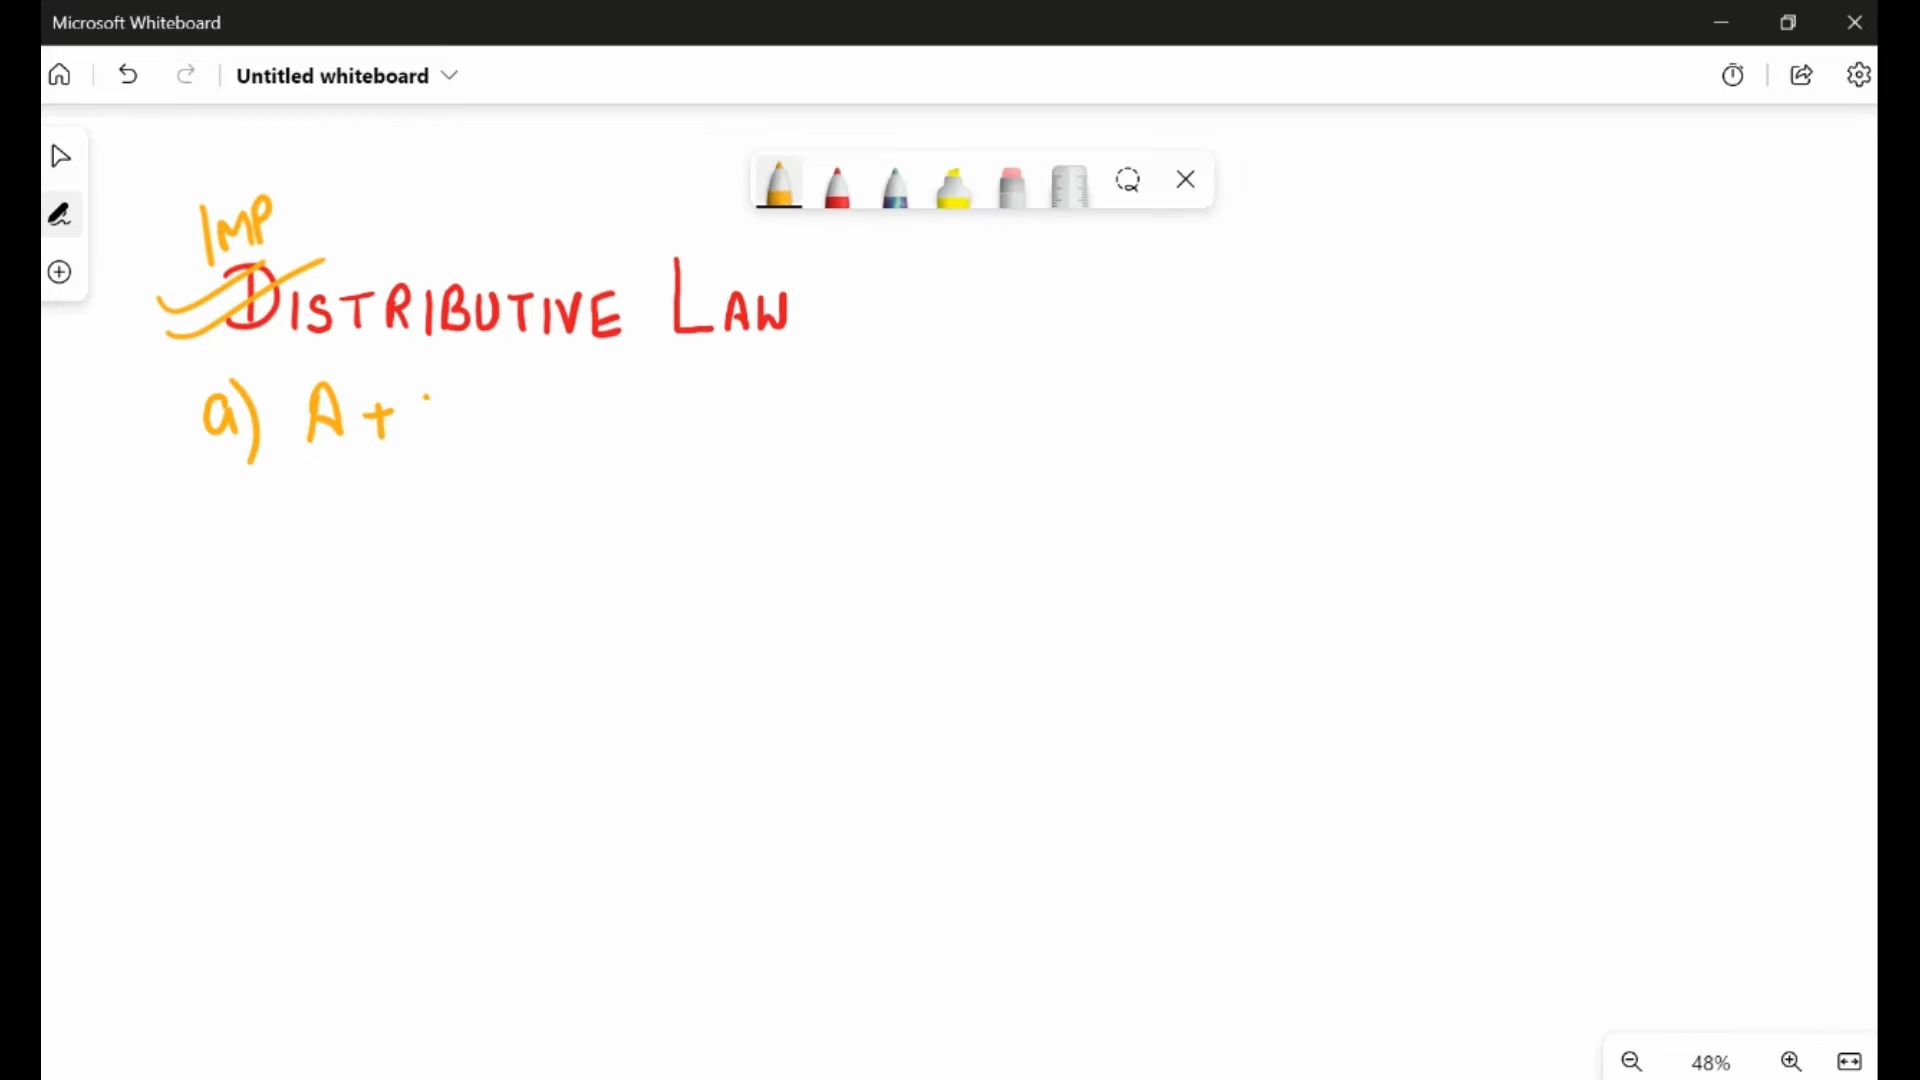 Microsoft Whiteboard
Untitled whiteboard
IMP
DISTRIBUTIVE LAW
a) A +
48%